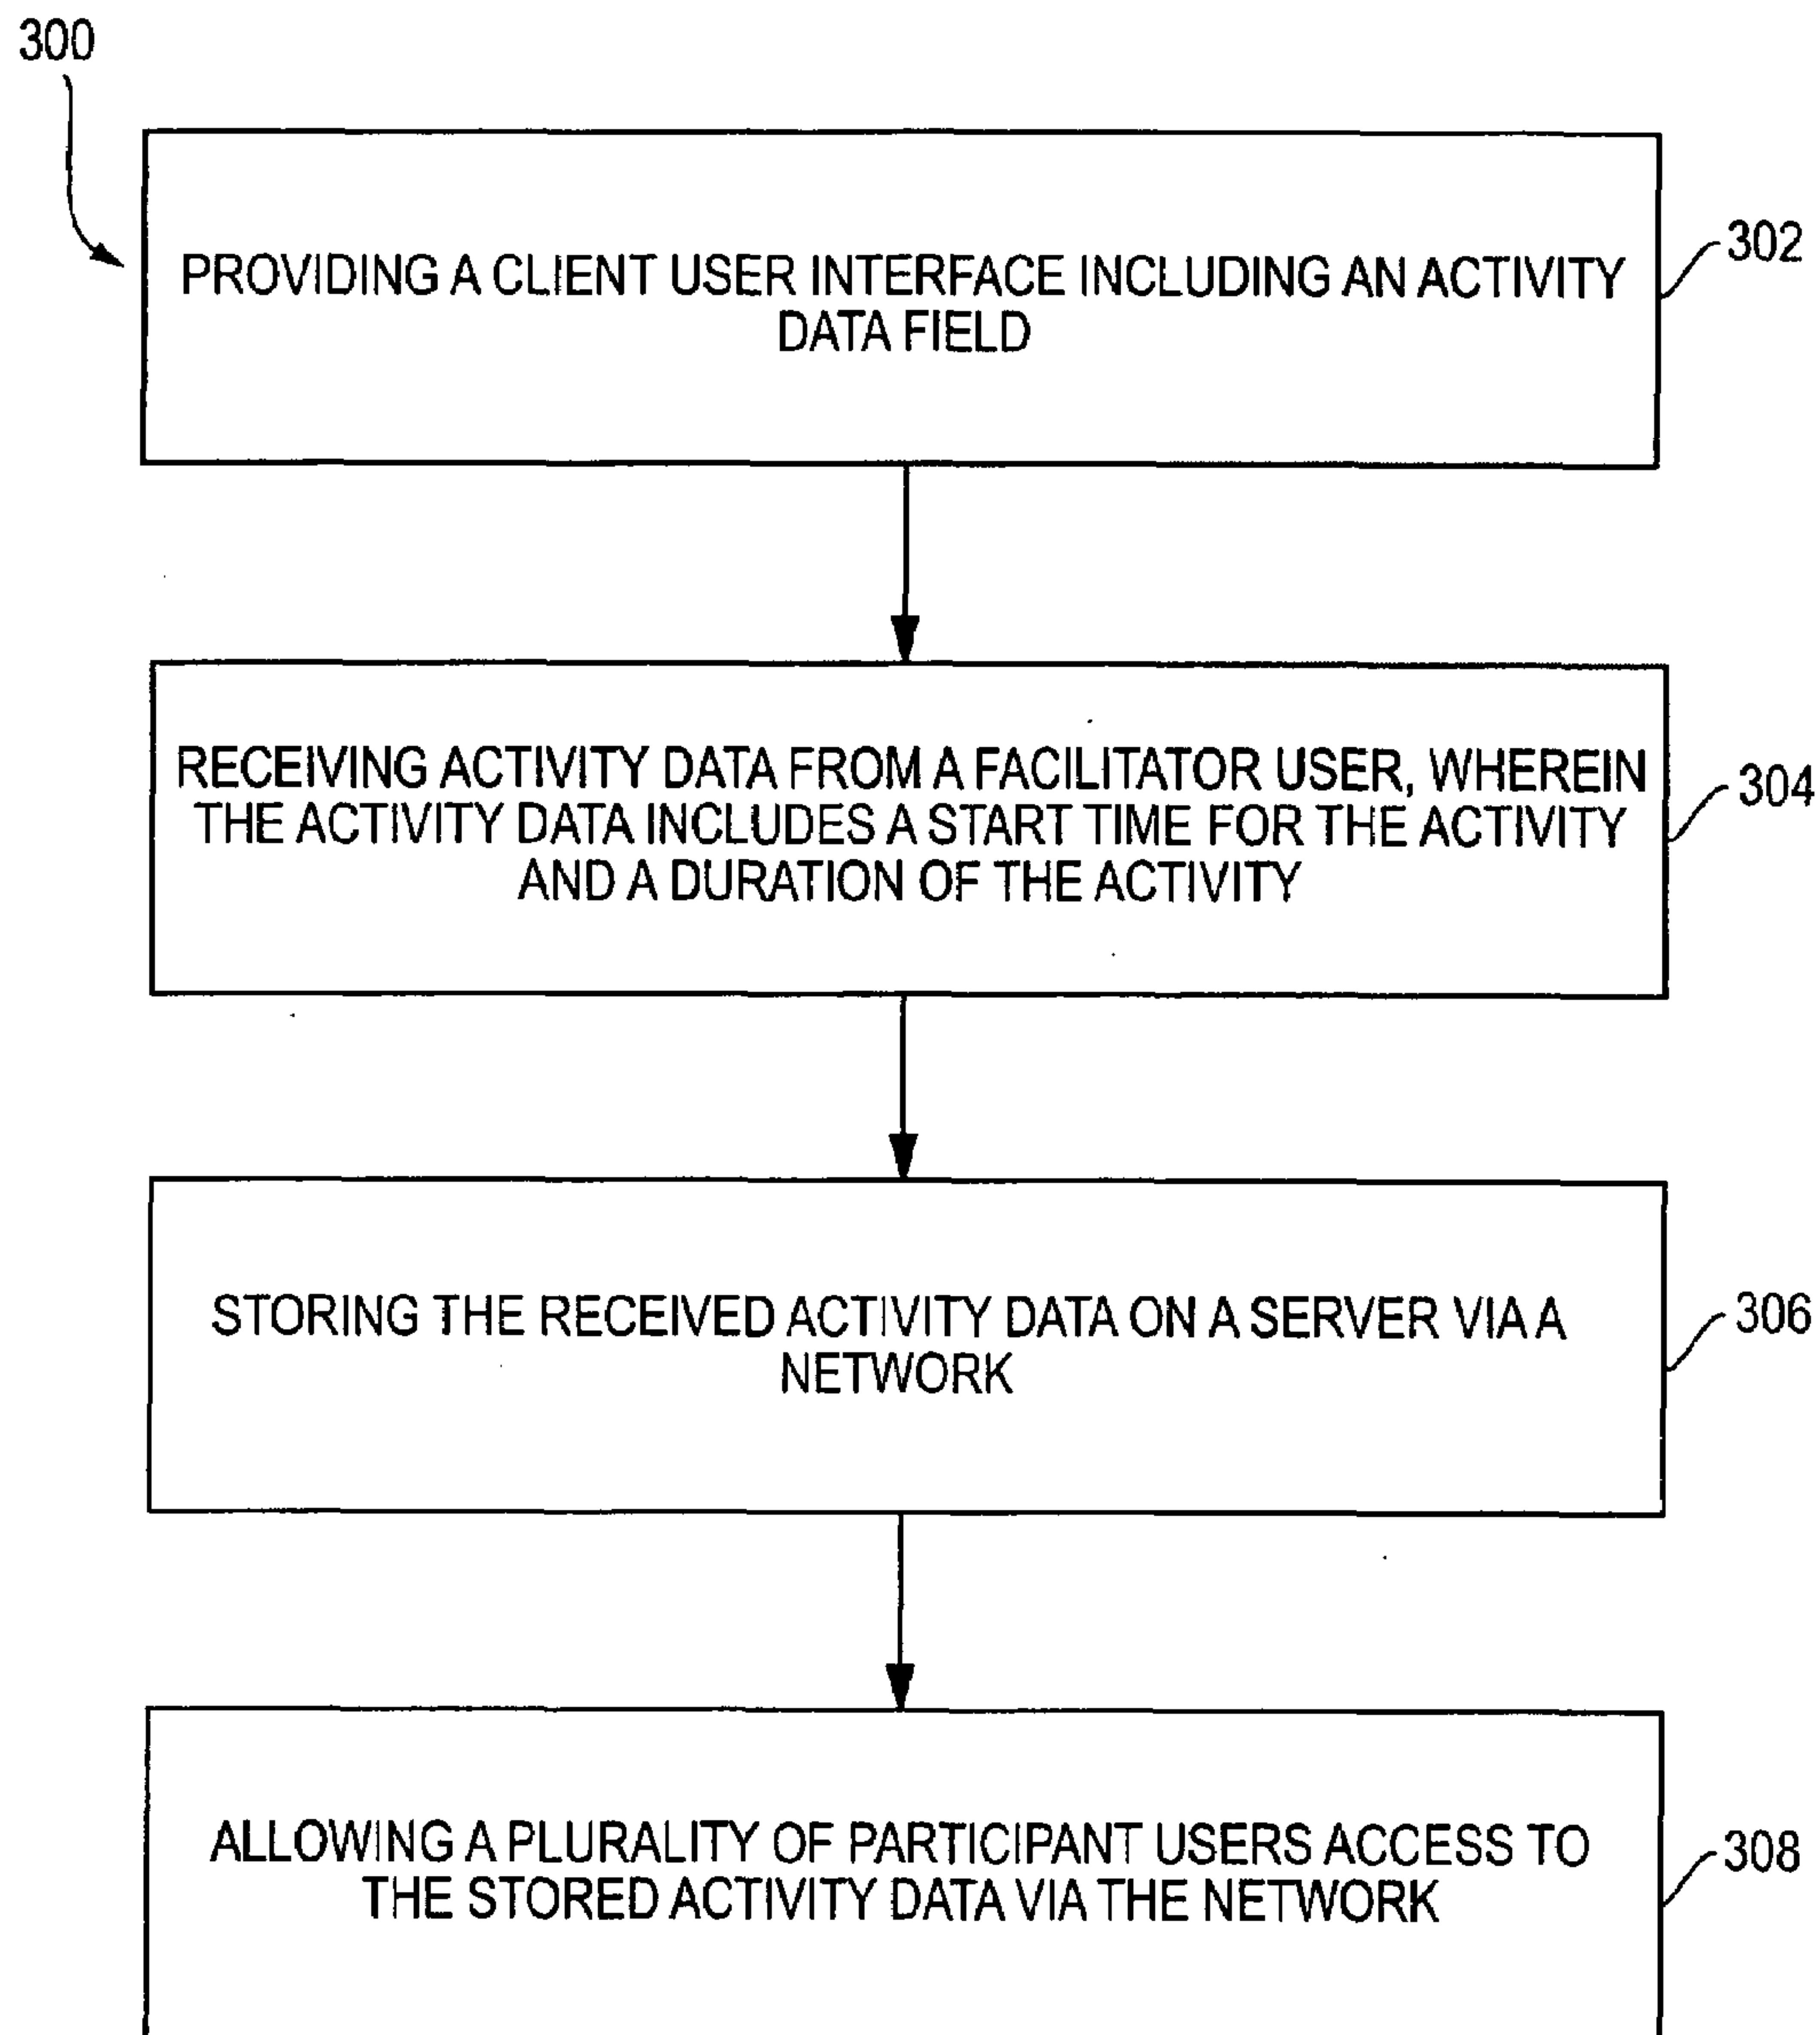 300
PROVIDING A CLIENT USER INTERFACE INCLUDING AN ACTIVITY
DATA FIELD
302
RECEIVING ACTIVITY DATA FROM A FACILITATOR USER, WHEREIN
THE ACTIVITY DATA INCLUDES A START TIME FOR THE ACTIVITY
AND A DURATION OF THE ACTIVITY
304
STORING THE RECEIVED ACTIVITY DATA ON A SERVER VIA A
NETWORK
306
ALLOWING A PLURALITY OF PARTICIPANT USERS ACCESS TO
THE STORED ACTIVITY DATA VIA THE NETWORK
308